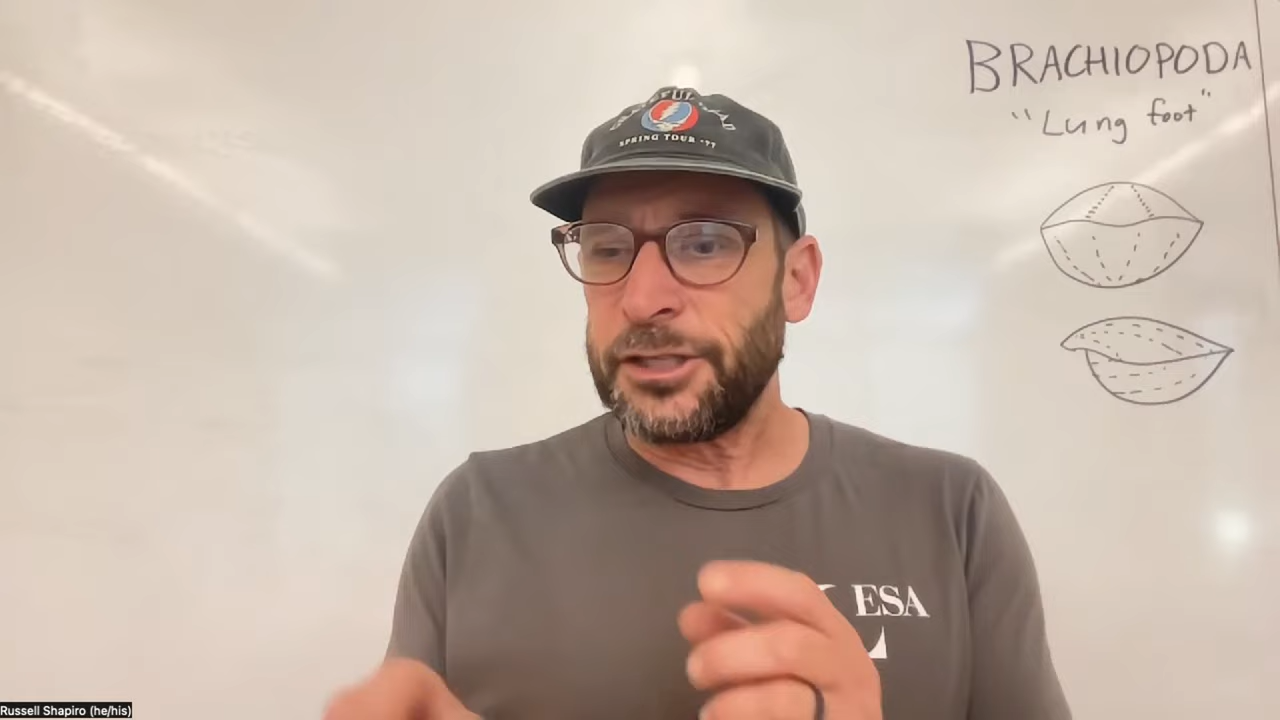 BRACHIOPODA
"Lung foot"
SPRING TOUR '77
ESA
Russell Shapiro (he/his)